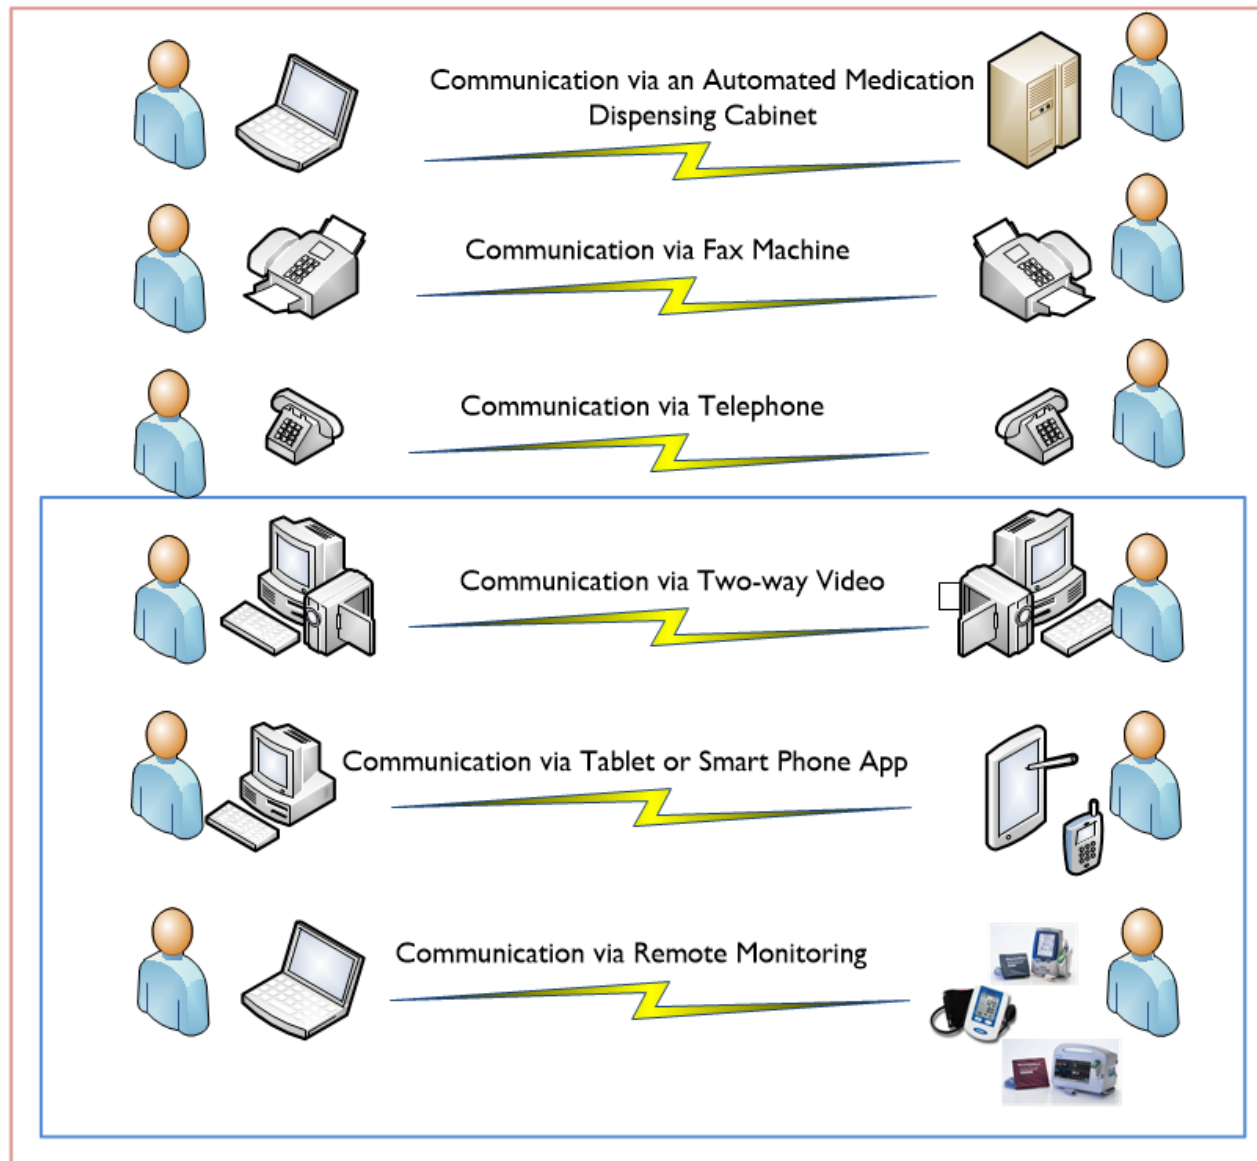 Communication via an Automated Medication
Dispensing Cabinet
Communication via Fax Machine
Communication via Telephone
Communication via Two-way Video
Communication via Tablet or Smart Phone App
Communication via Remote Monitoring